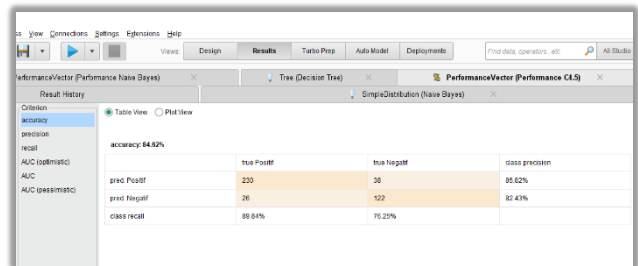 ss View Connections Settings Extensions Help
Views: Design Results Turbo Prep Auto Model Deployments Find data, operators...etc All Studio
PerformanceVector (Performance Naive Bayes) Tree (Decision Tree) PerformanceVector (Performance C4.5)
Result History SimpleDistribution (Naive Bayes)
Criterion
accuracy
precision
recall
AUC (optimistic)
AUC
AUC (pessimistic)
Table View Plot View
accuracy: 84.62%
true Positif true Negatif class precision
pred. Positif 230 38 85.82%
pred. Negatif 26 122 82.43%
class recall 89.84% 76.25%